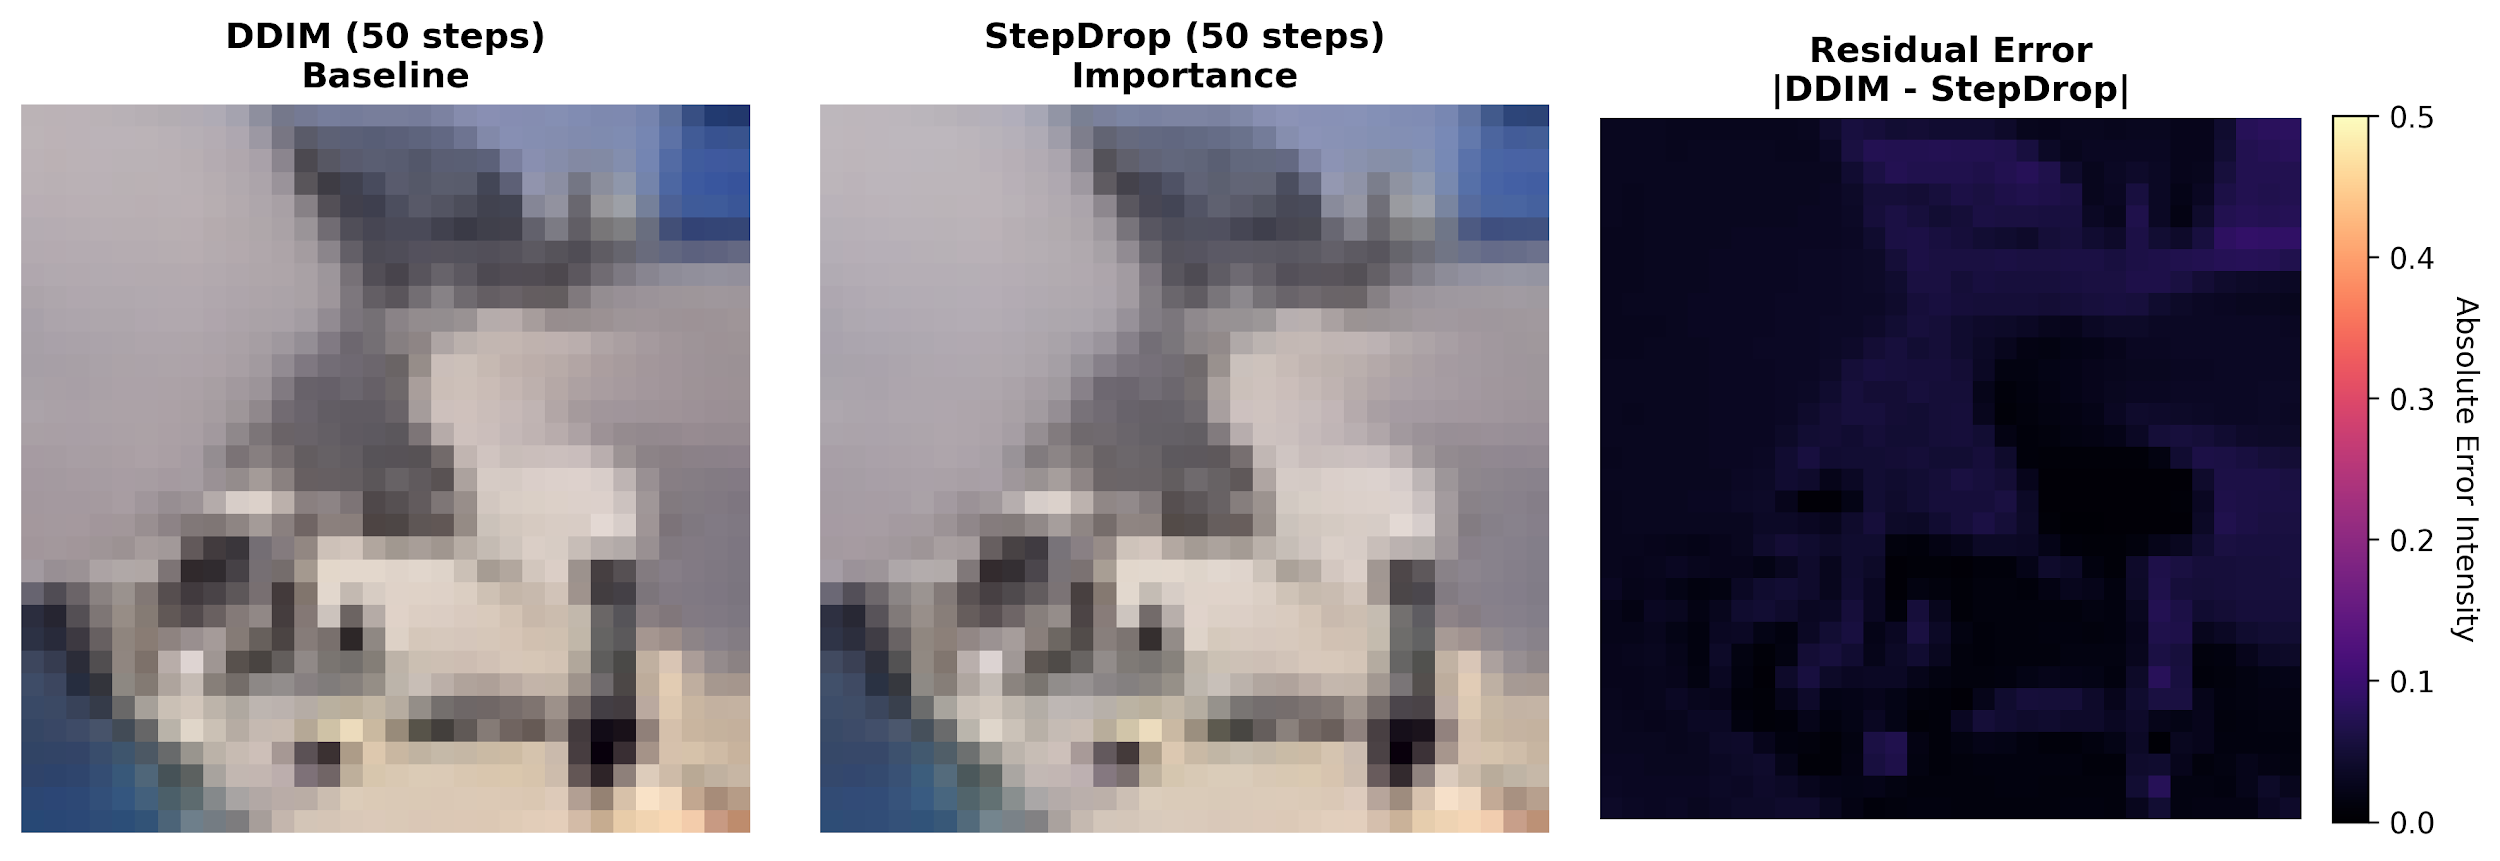 DDIM (50 steps)
Baseline
StepDrop (50 steps)
Importance
Residual Error
|DDIM - StepDrop|
0.5
0.4
0.3
0.2
0.1
0.0
Absolute Error Intensity